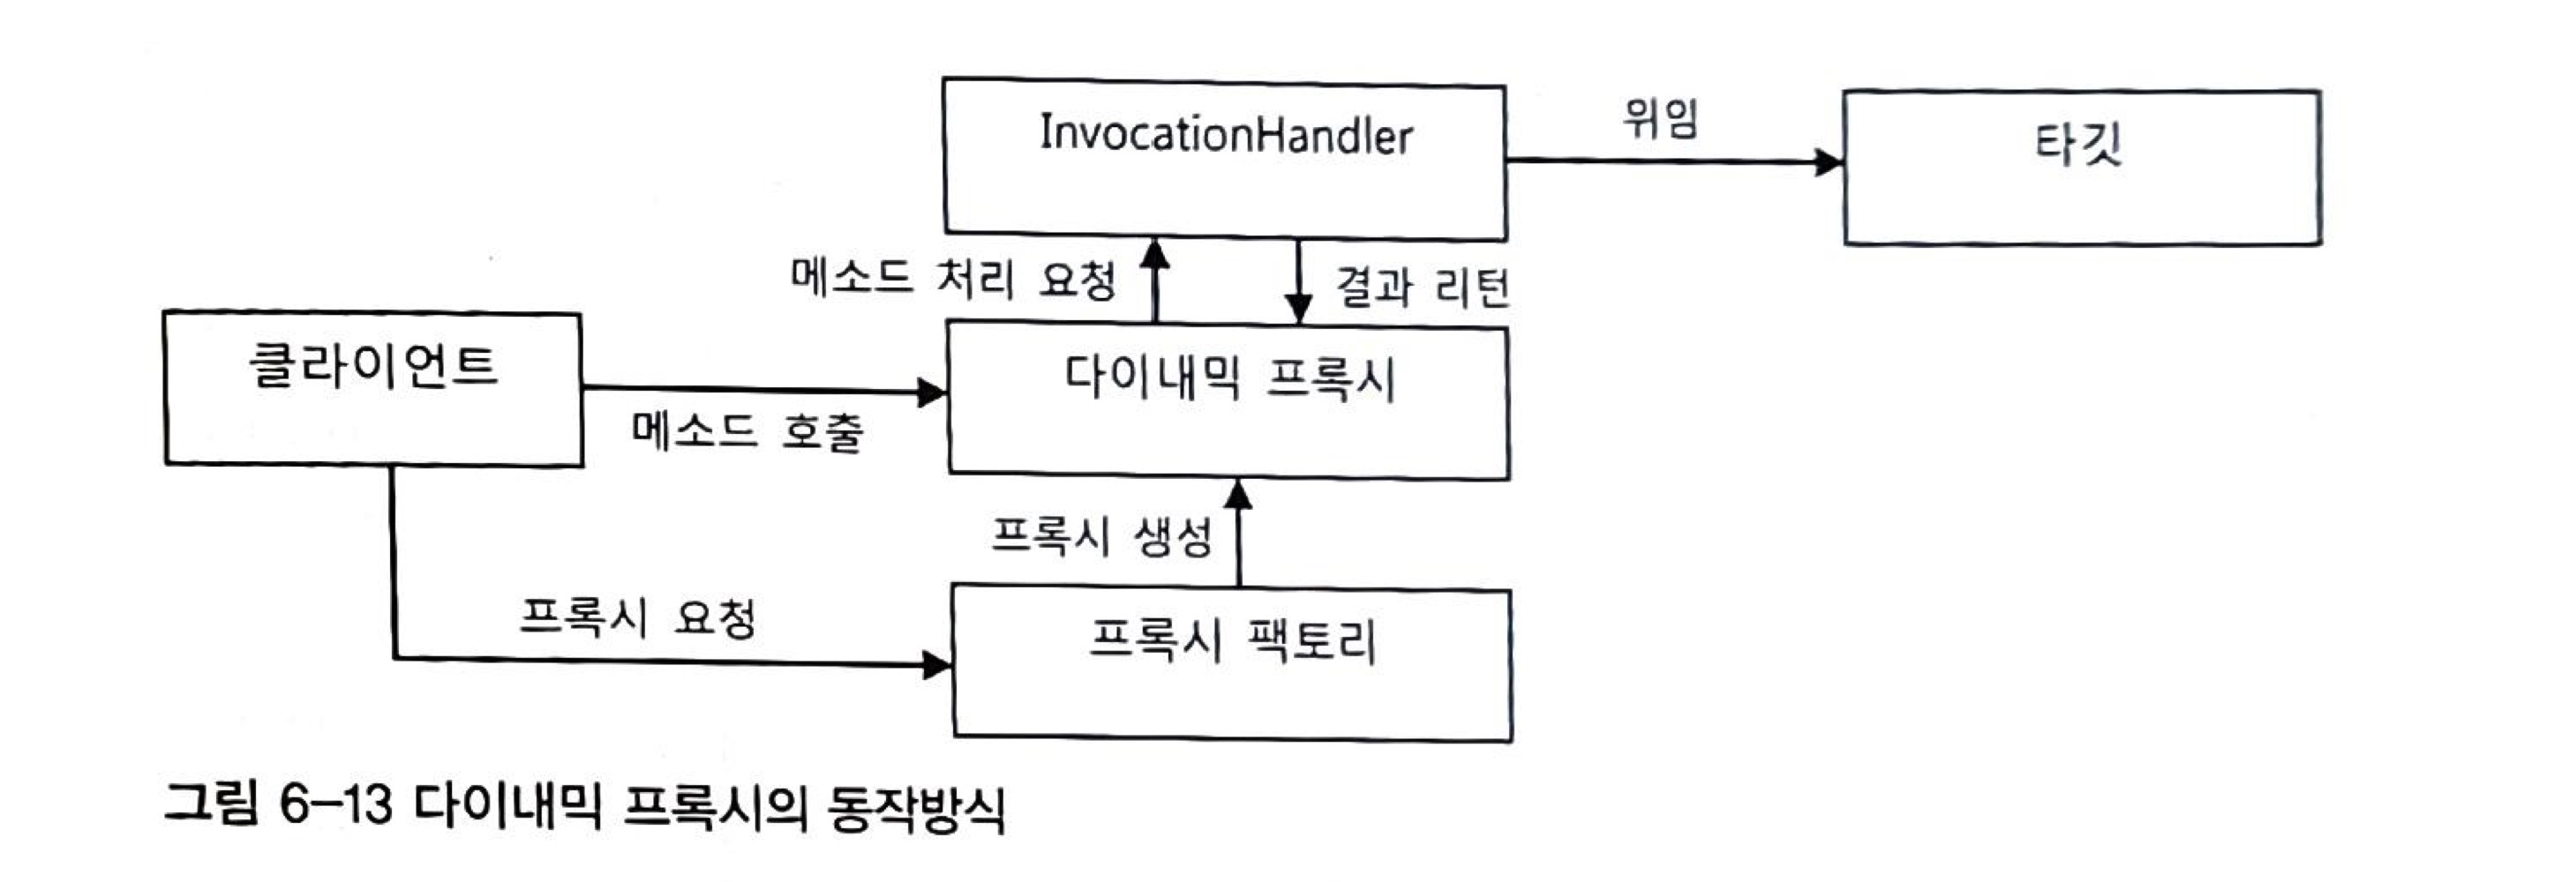 InvocationHandler
위임
타깃
메소드 처리 요청
결과 리턴
클라이언트
다이내믹 프록시
메소드 호출
프록시 생성
프록시 요청
프록시 팩토리
그림 6-13 다이내믹 프록시의 동작방식